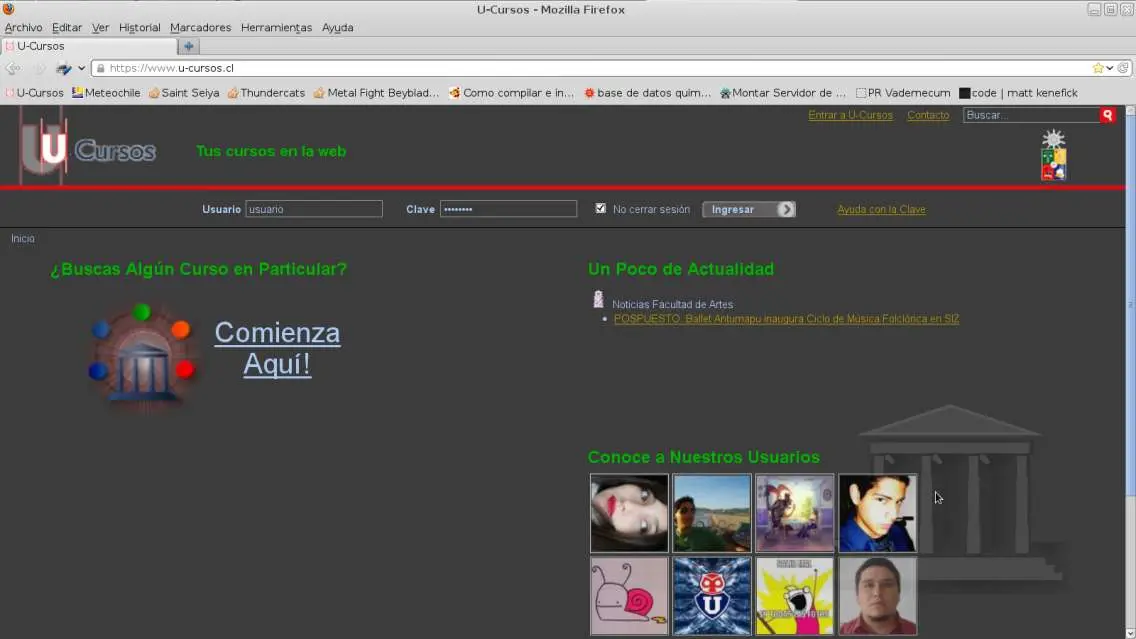 U-Cursos - Mozilla Firefox
Archivo Editar Ver Historial Marcadores Herramientas Ayuda
U-Cursos
https://www.u-cursos.cl
U-Cursos Meteochile Saint Seiya Thundercats Metal Fight Beyblad... Como compilar e in... base de datos quim... Montar Servidor de ... PR Vademecum code | matt kenefick
Entrar a U-Cursos Contacto Buscar...
U Cursos Tus cursos en la web
Usuario usuario Clave •••••••• No cerrar sesión Ingresar Ayuda con la Clave
Inicio
¿Buscas Algún Curso en Particular?
Comienza
Aquí!
Un Poco de Actualidad
Noticias Facultad de Artes
POSPUESTO: Ballet Antumapu inaugura Ciclo de Música Folclórica en SIZ
Conoce a Nuestros Usuarios
U